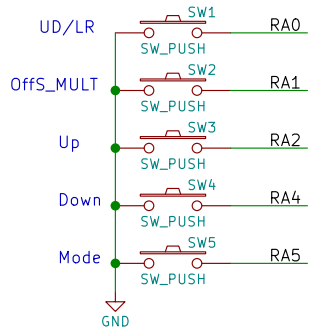 SW1
UD/LR RA0
SW_PUSH
SW2
OffS_MULT RA1
SW_PUSH
SW3
Up RA2
SW_PUSH
SW4
Down RA4
SW_PUSH
SW5
Mode RA5
SW_PUSH
GND